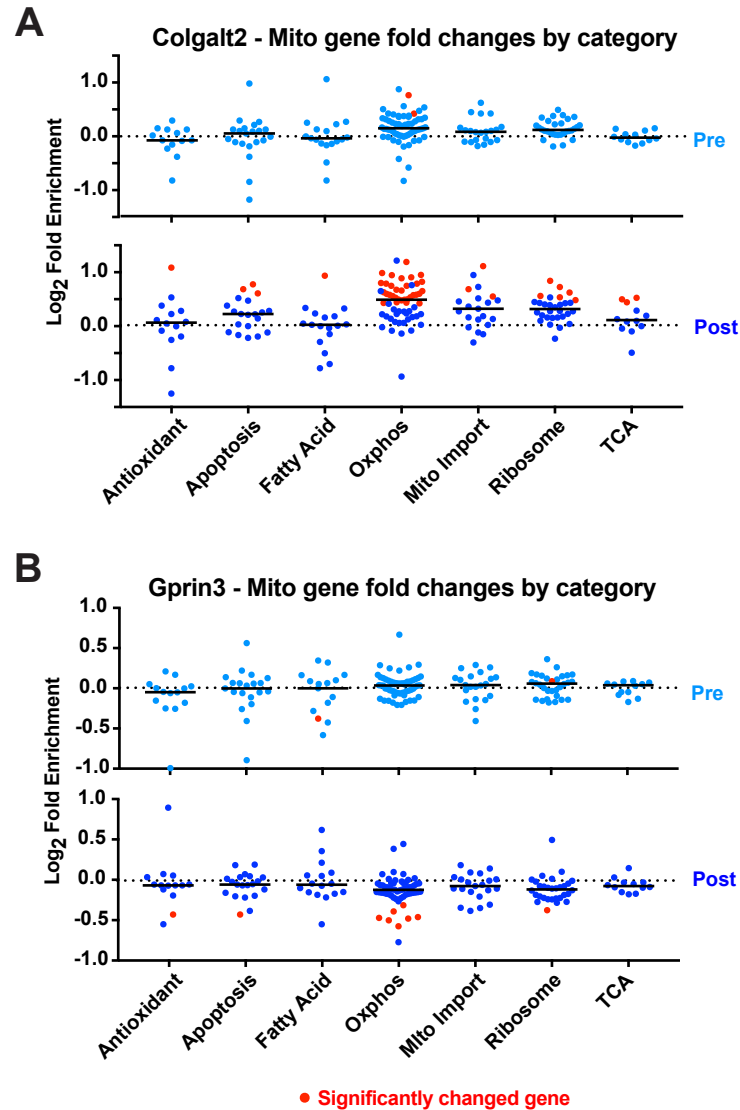 A
Colgalt2 - Mito gene fold changes by category
1.0
0.0
-1.0
Pre
1.0
0.0
-1.0
Post
Log2 Fold Enrichment
Antioxidant
Apoptosis
Fatty Acid
Oxphos
Mito Import
Ribosome
TCA
B
Gprin3 - Mito gene fold changes by category
1.0
0.5
0.0
-0.5
-1.0
Pre
1.0
0.5
0.0
-0.5
-1.0
Post
Log2 Fold Enrichment
Antioxidant
Apoptosis
Fatty Acid
Oxphos
MIto Import
Ribosome
TCA
Significantly changed gene